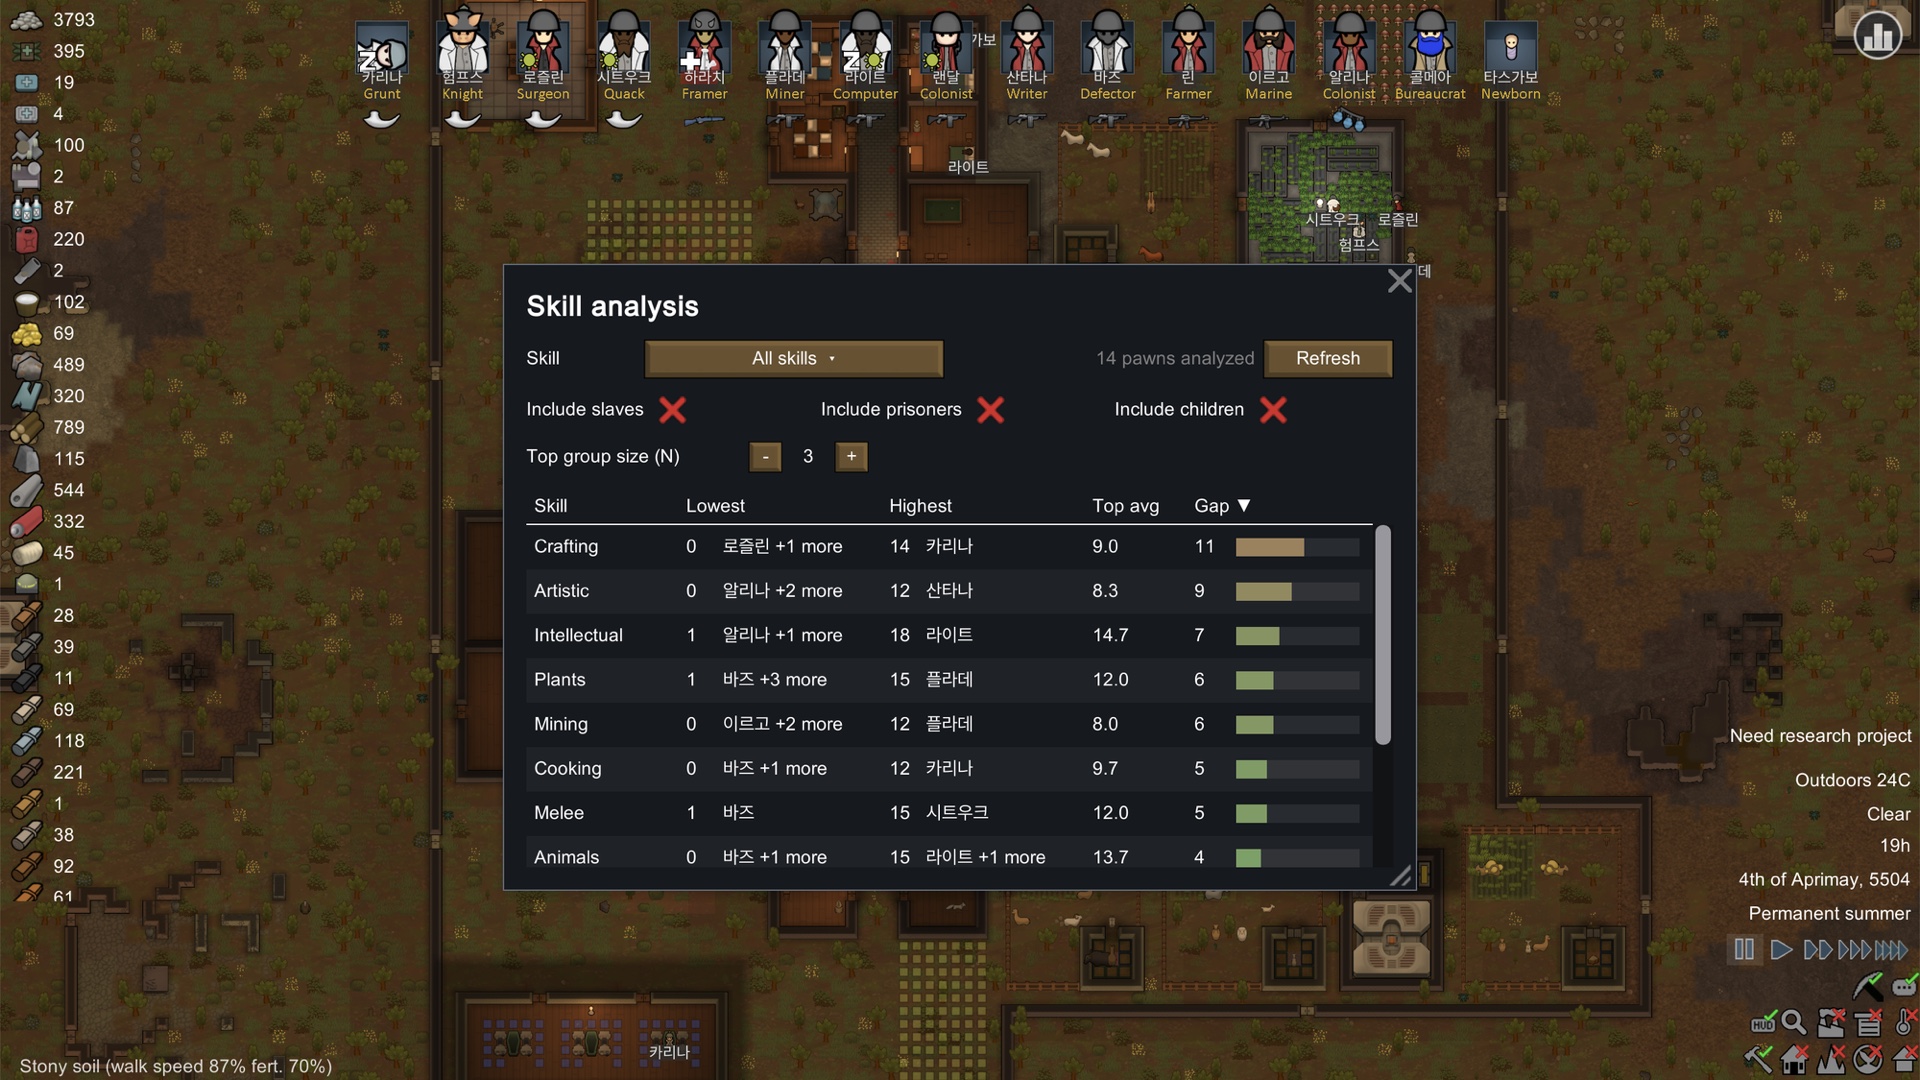 3793
395
19
4
100
2
87
220
2
102
69
489
320
789
115
544
332
45
1
28
39
11
69
118
221
1
38
92
61
카리나 험프스 로즐린 시트우크 하라치 플라데 라이트 랜달 산타나 바즈 린 이르고 알리나 콜메아 타스가보
Grunt Knight Surgeon Quack Framer Miner Computer Colonist Writer Defector Farmer Marine Colonist Bureaucrat Newborn
가보
라이트
시트우크
로즐린
험프스
데
Skill analysis
Skill All skills 14 pawns analyzed Refresh
Include slaves Include prisoners Include children
Top group size (N) - 3 +
Skill Lowest Highest Top avg Gap ▼
Crafting 0 로즐린 +1 more 14 카리나 9.0 11
Artistic 0 알리나 +2 more 12 산타나 8.3 9
Intellectual 1 알리나 +1 more 18 라이트 14.7 7
Plants 1 바즈 +3 more 15 플라데 12.0 6
Mining 0 이르고 +2 more 12 플라데 8.0 6
Cooking 0 바즈 +1 more 12 카리나 9.7 5
Melee 1 바즈 15 시트우크 12.0 5
Animals 0 바즈 +1 more 15 라이트 +1 more 13.7 4
Need research project
Outdoors 24C
Clear
19h
4th of Aprimay, 5504
Permanent summer
HUD
카리나
Stony soil (walk speed 87% fert. 70%)